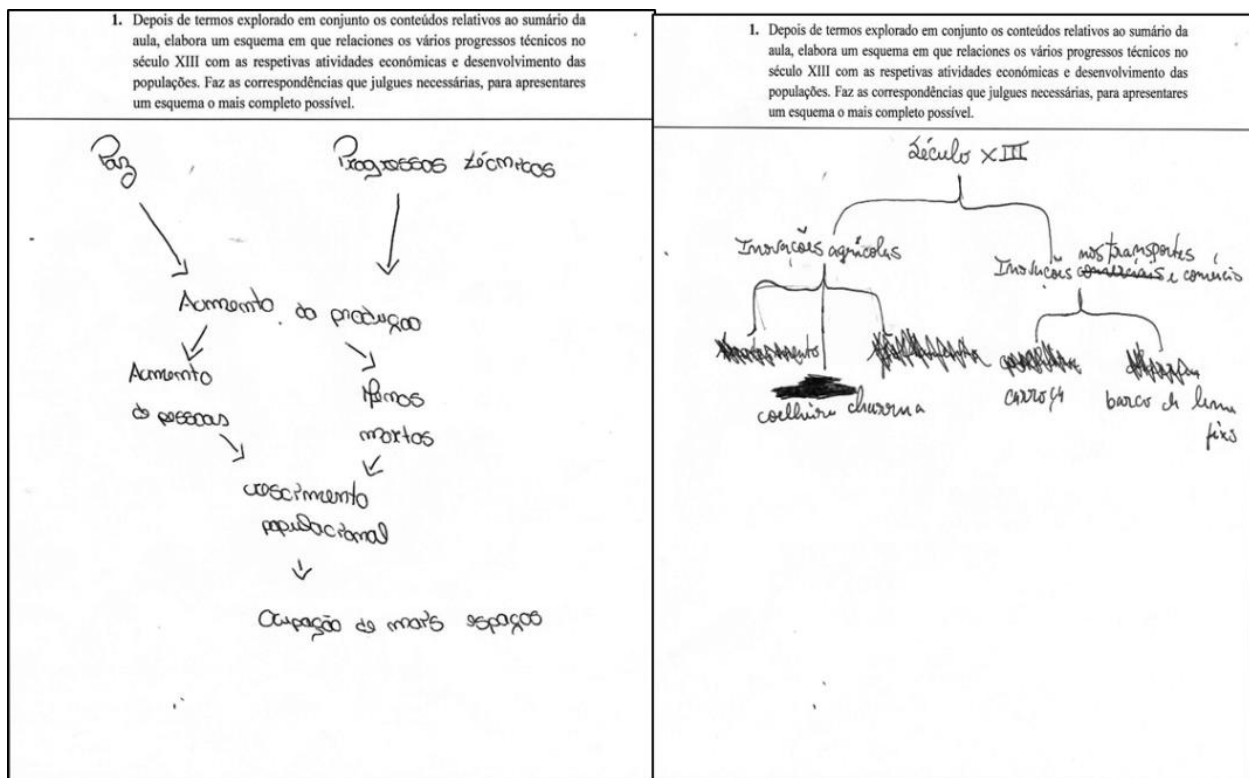 1. Depois de termos explorado em conjunto os conteúdos relativos ao sumário da
aula, elabora um esquema em que relaciones os vários progressos técnicos no
século XIII com as respetivas atividades económicas e desenvolvimento das
populações. Faz as correspondências que julgues necessárias, para apresentares
um esquema o mais completo possível.
Paz
Progressos técnicos
Aumento da produção
Aumento
de pessoas
Menos
mortos
crescimento
populacional
Ocupação de mais espaços
1. Depois de termos explorado em conjunto os conteúdos relativos ao sumário da
aula, elabora um esquema em que relaciones os vários progressos técnicos no
século XIII com as respetivas atividades económicas e desenvolvimento das
populações. Faz as correspondências que julgues necessárias, para apresentares
um esquema o mais completo possível.
Século XIII
Inovações agrícolas
nos transportes
Inovações e comércio
coelheira charrua
carroça
barco de leme
fixo